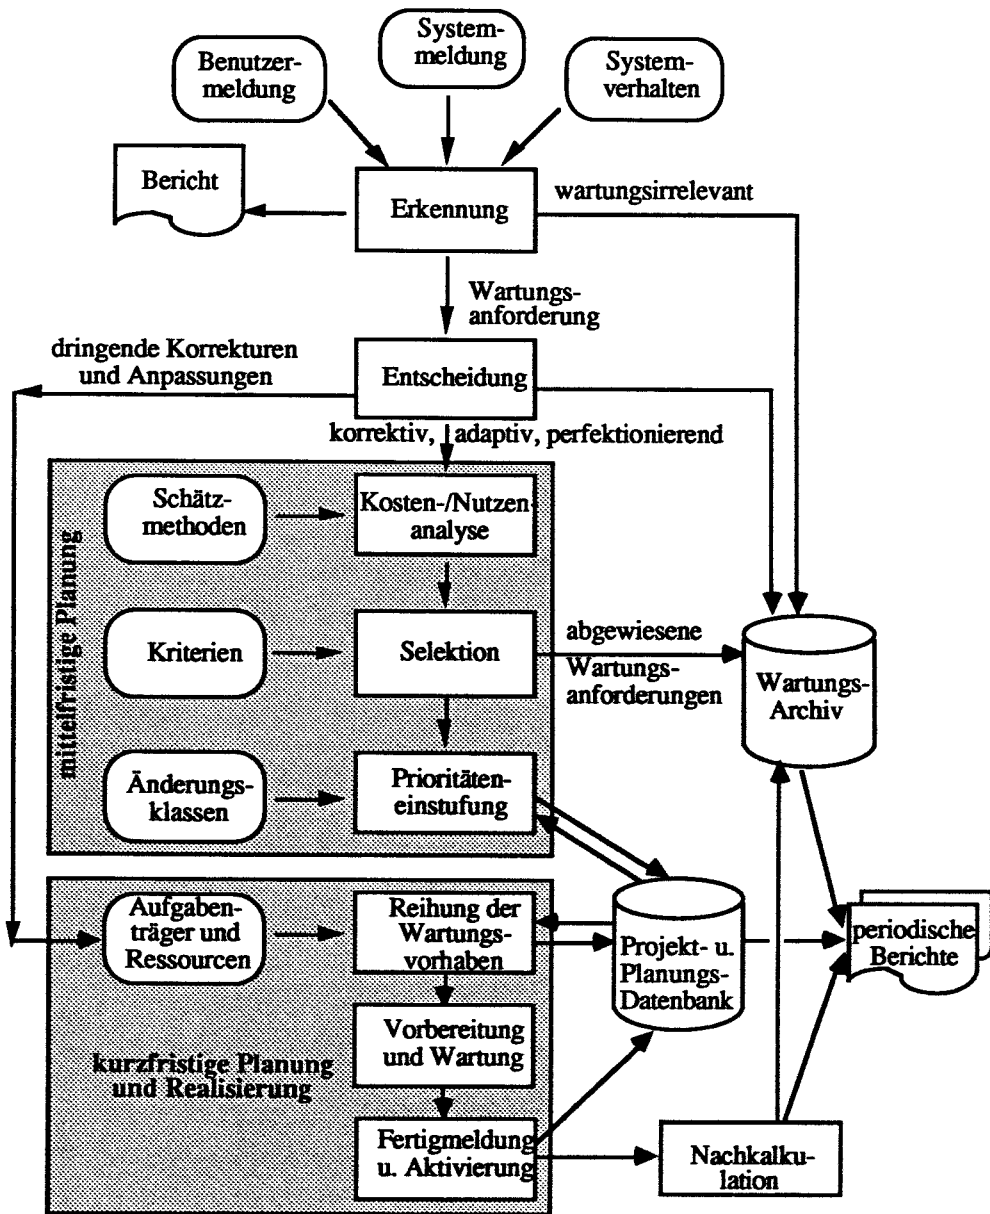 System-
meldung
Benutzer-
meldung
System-
verhalten
Bericht
Erkennung
wartungsirrelevant
Wartungs-
anforderung
dringende Korrekturen
und Anpassungen
Entscheidung
korrektiv, adaptiv, perfektionierend
mittelfristige Planung
Schätz-
methoden
Kosten-/Nutzen-
analyse
Kriterien
Selektion
abgewiesene
Wartungs-
anforderungen
Wartungs-
Archiv
Änderungs-
klassen
Prioritäten-
einstufung
Aufgaben-
träger und
Ressourcen
Reihung der
Wartungs-
vorhaben
Projekt- u.
Planungs-
Datenbank
periodische
Berichte
Vorbereitung
und Wartung
kurzfristige Planung
und Realisierung
Fertigmeldung
u. Aktivierung
Nachkalku-
lation